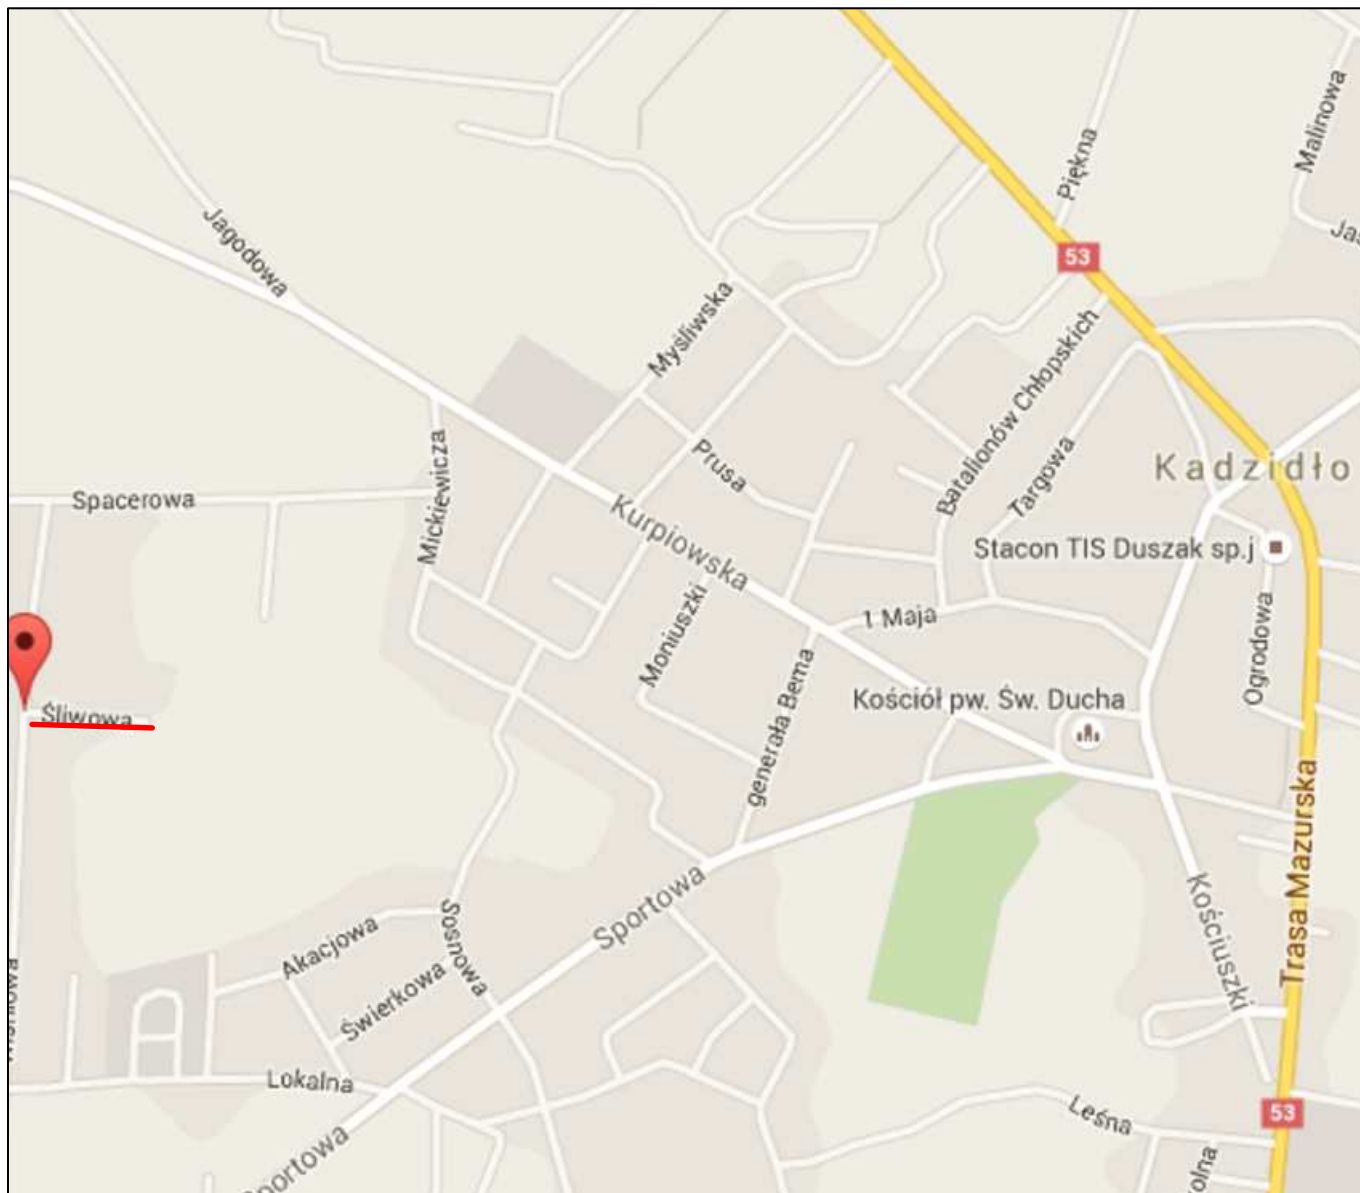 Malinowa
Piękna
Jagodowa
53
Myśliwska
Batalionów Chłopskich
Prusa
Targowa
Kadzidło
Mickiewicza
Spacerowa
Kurpiowska
Stacon TIS Duszak sp.j
Moniuszki
1 Maja
Ogrodowa
generała Bema
Kościół pw. Św. Ducha
Śliwowa
Trasa Mazurska
Sportowa
Kościuszki
Akacjowa
Sosnowa
Świerkowa
Lokalna
Leśna
53
Sportowa